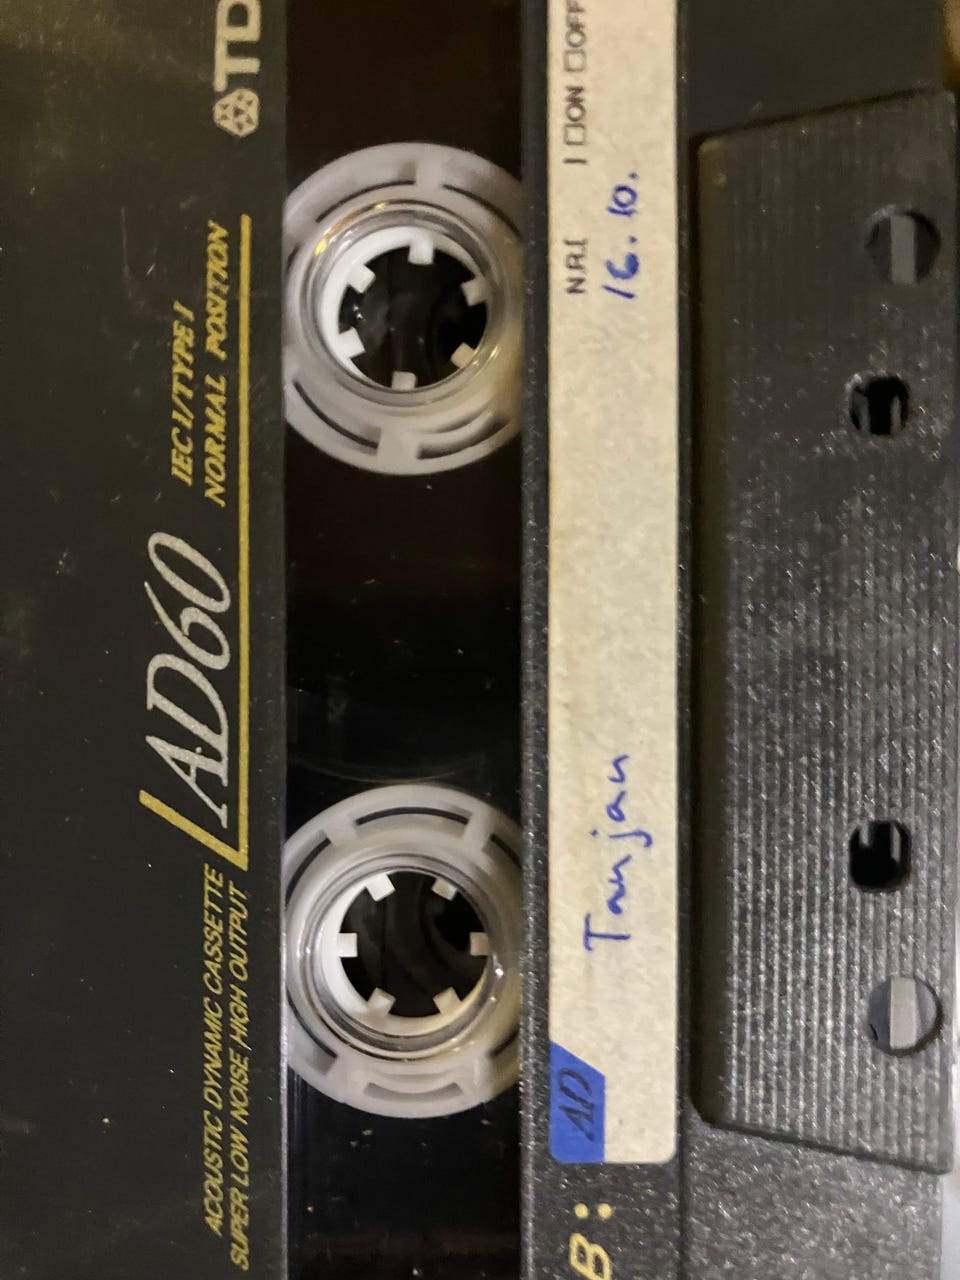 TD
ACOUSTIC DYNAMIC CASSETTE
SUPER LOW NOISE HIGH OUTPUT
AD60
IEC I/TYPE I
NORMAL POSITION
B:
AD
N.R.[ ] □ON □OFF
Tanjan
16.10.